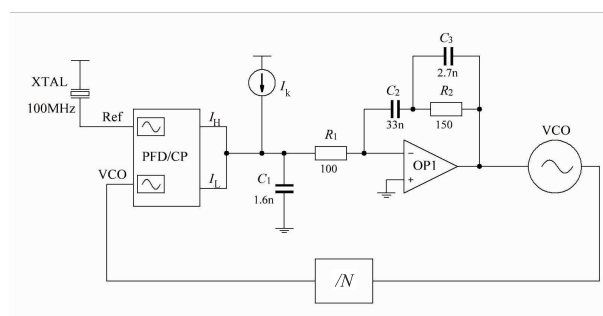 XTAL
100MHz
Ref
VCO
PFD/CP
I_H
I_L
I_k
C_1
1.6n
R_1
100
C_2
33n
C_3
2.7n
R_2
150
−
+
OP1
VCO
/N